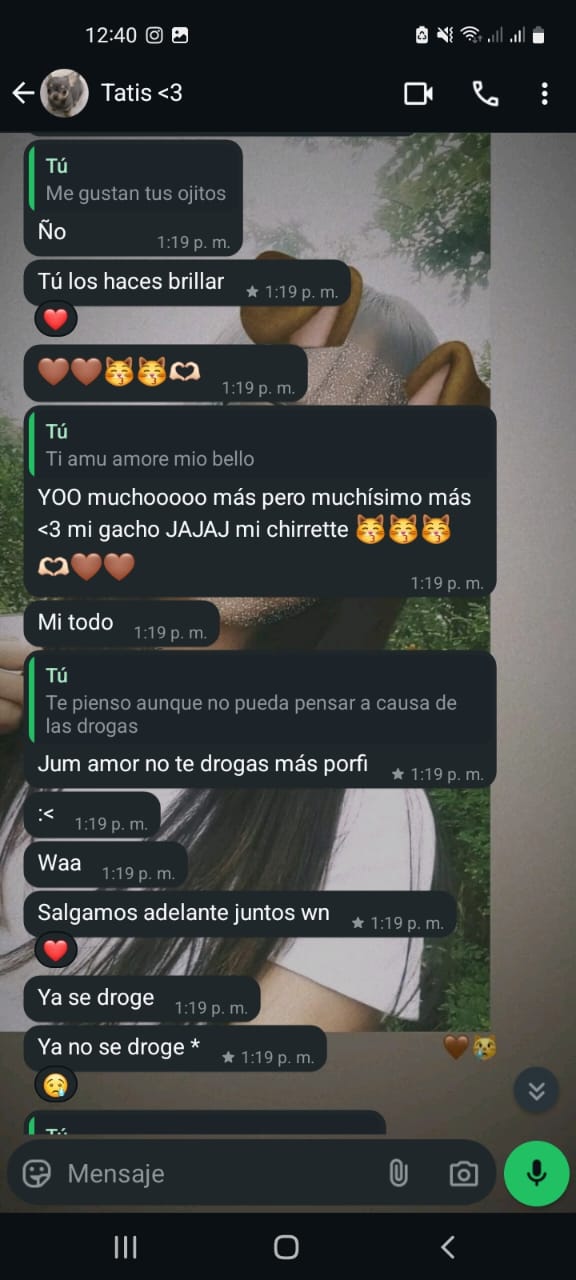 12:40
Tatis <3
Tú
Me gustan tus ojitos
Ño
1:19 p. m.
Tú los haces brillar
★ 1:19 p. m.
❤️
🤎🤎😽😽🫶🏻
1:19 p. m.
Tú
Ti amu amore mio bello
YOO muchooooo más pero muchísimo más
<3 mi gacho JAJAJ mi chirrette 😽😽😽
🫶🏻🤎🤎
1:19 p. m.
Mi todo
1:19 p. m.
Tú
Te pienso aunque no pueda pensar a causa de
las drogas
Jum amor no te drogas más porfi
★ 1:19 p. m.
:<
1:19 p. m.
Waa
1:19 p. m.
Salgamos adelante juntos wn
★ 1:19 p. m.
❤️
Ya se droge
1:19 p. m.
Ya no se droge *
★ 1:19 p. m.
🤎😿
😢
Tú
Mensaje